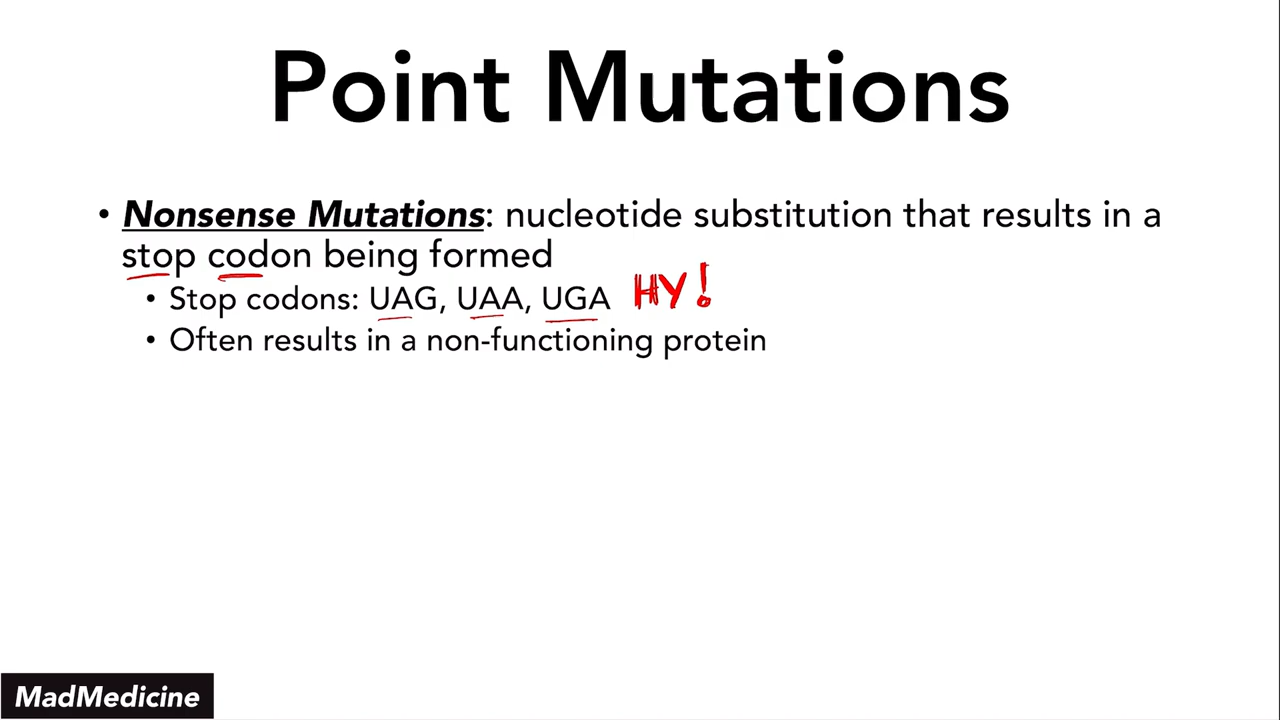 Point Mutations
• Nonsense Mutations: nucleotide substitution that results in a
stop codon being formed
• Stop codons: UAG, UAA, UGA HY!
• Often results in a non-functioning protein
MadMedicine